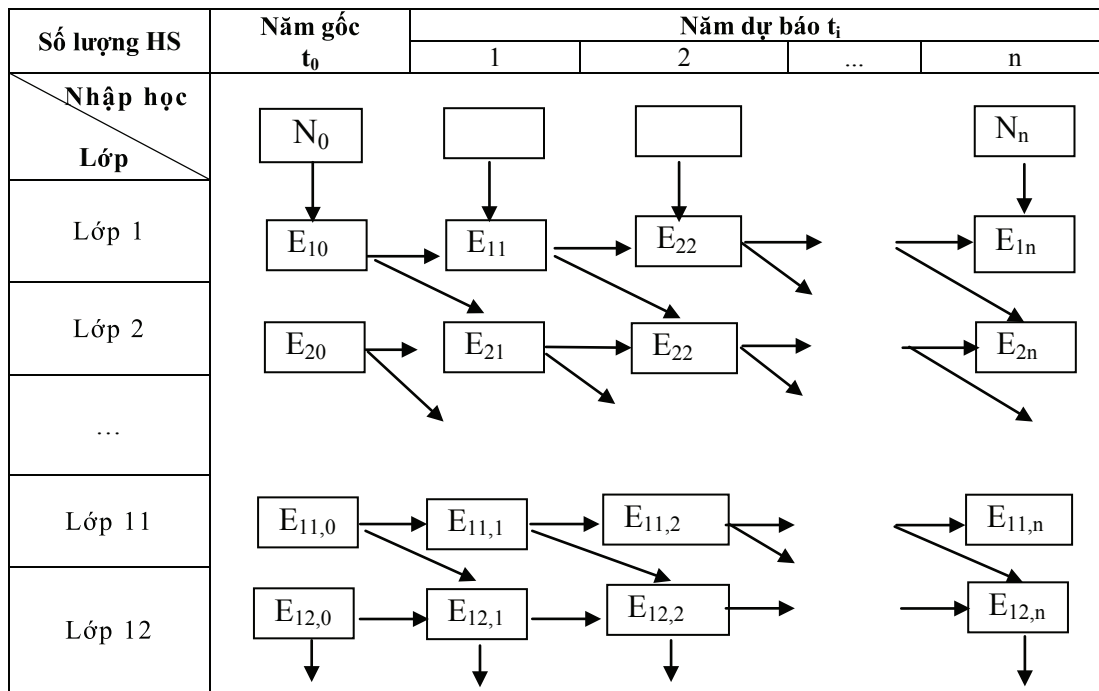 Số lượng HS
Năm gốc
t₀
Năm dự báo tᵢ
1 2 ... n
Nhập học
Lớp
N₀ Nₙ
Lớp 1
E₁₀ E₁₁ E₂₂ E₁ₙ
Lớp 2
E₂₀ E₂₁ E₂₂ E₂ₙ
...
Lớp 11
E₁₁,₀ E₁₁,₁ E₁₁,₂ E₁₁,ₙ
Lớp 12
E₁₂,₀ E₁₂,₁ E₁₂,₂ E₁₂,ₙ